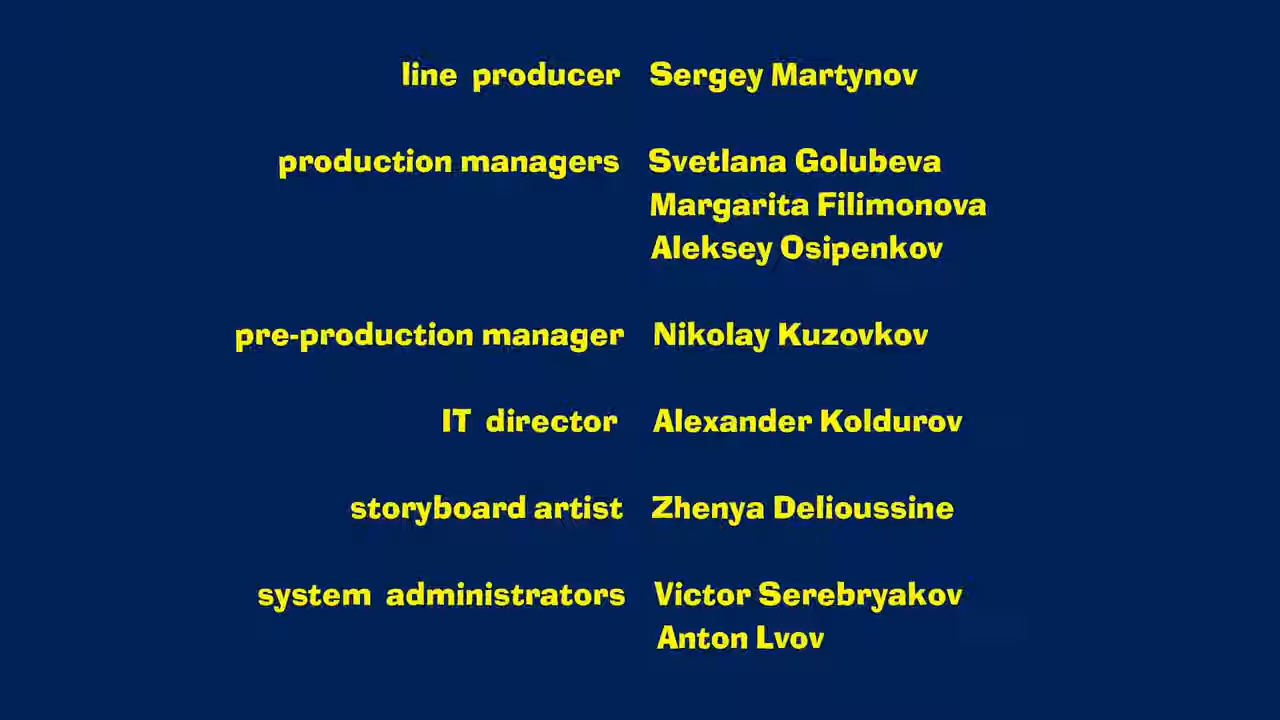 line producer Sergey Martynov
production managers Svetlana Golubeva
Margarita Filimonova
Aleksey Osipenkov
pre-production manager Nikolay Kuzovkov
IT director Alexander Koldurov
storyboard artist Zhenya Delioussine
system administrators Victor Serebryakov
Anton Lvov